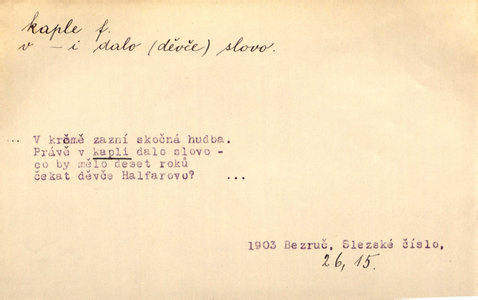 kaple f.
v – i dalo (děvče) slovo.
... V krčmě zazní skočná hudba.
Právě v kapli dalo slovo -
co by mělo deset roků
čekat děvče Halfarovo? ...
1903 Bezruč, Slezské číslo,
26, 15.